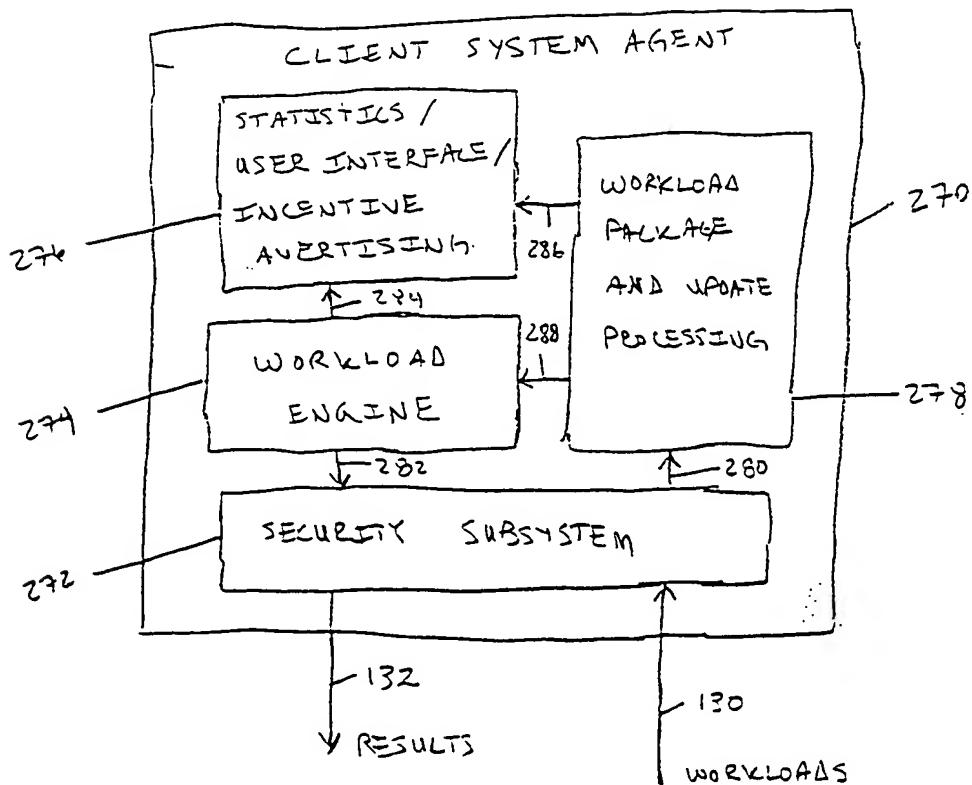 CLIENT SYSTEM AGENT
STATISTICS /
USER INTERFACE /
INCENTIVE
AVERTISING
276
284
WORKLOAD
PACKAGE
AND UPDATE
PROCESSING
270
286
288
278
WORKLOAD
ENGINE
274
282
280
SECURITY SUBSYSTEM
272
132
RESULTS
130
WORKLOADS